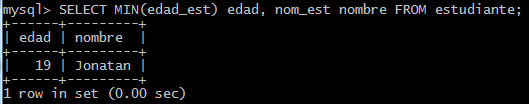 mysql> SELECT MIN(edad_est) edad, nom_est nombre FROM estudiante;
+------+---------+
| edad | nombre  |
+------+---------+
|   19 | Jonatan |
+------+---------+
1 row in set (0.00 sec)